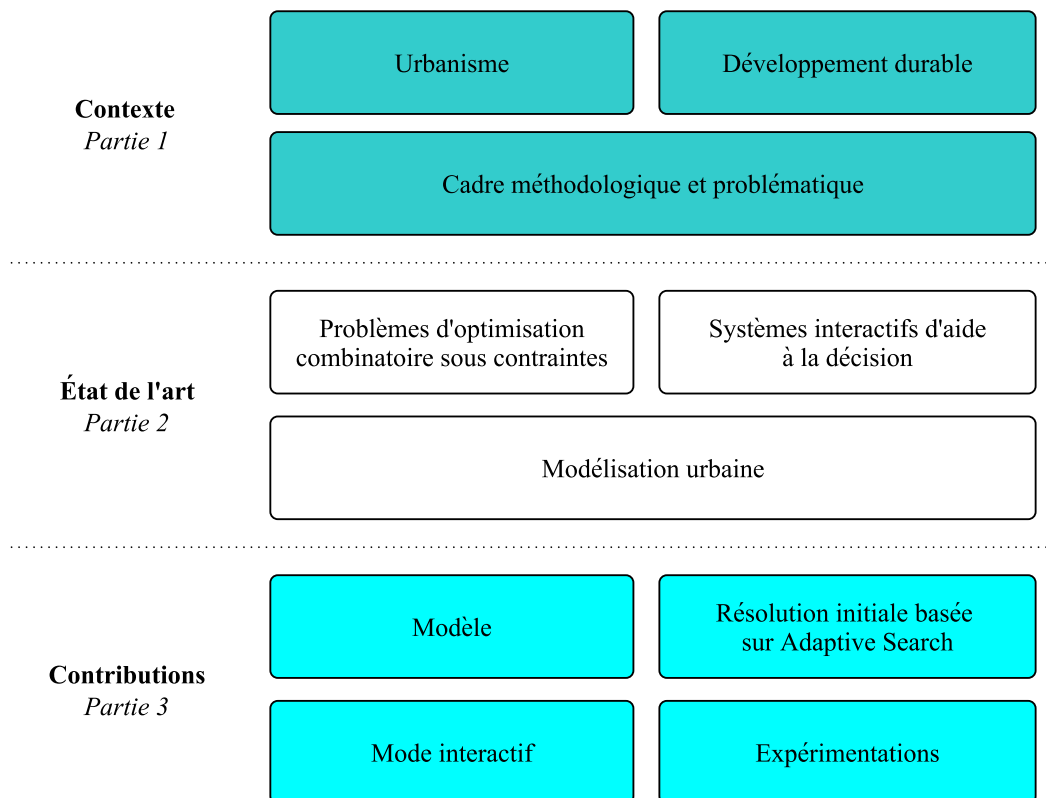 Contexte
Partie 1
Urbanisme
Développement durable
Cadre méthodologique et problématique
État de l'art
Partie 2
Problèmes d'optimisation
combinatoire sous contraintes
Systèmes interactifs d'aide
à la décision
Modélisation urbaine
Contributions
Partie 3
Modèle
Résolution initiale basée
sur Adaptive Search
Mode interactif
Expérimentations